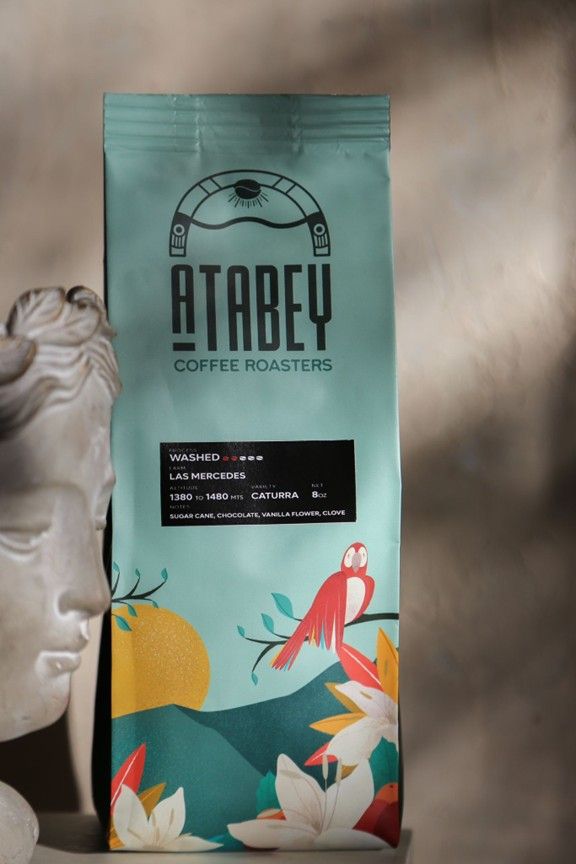 ATABEY
COFFEE ROASTERS
PROCESS
WASHED
FARM
LAS MERCEDES
ALTITUDE VARIETY NET
1380 TO 1480 MTS CATURRA 8OZ
NOTES
SUGAR CANE, CHOCOLATE, VANILLA FLOWER, CLOVE